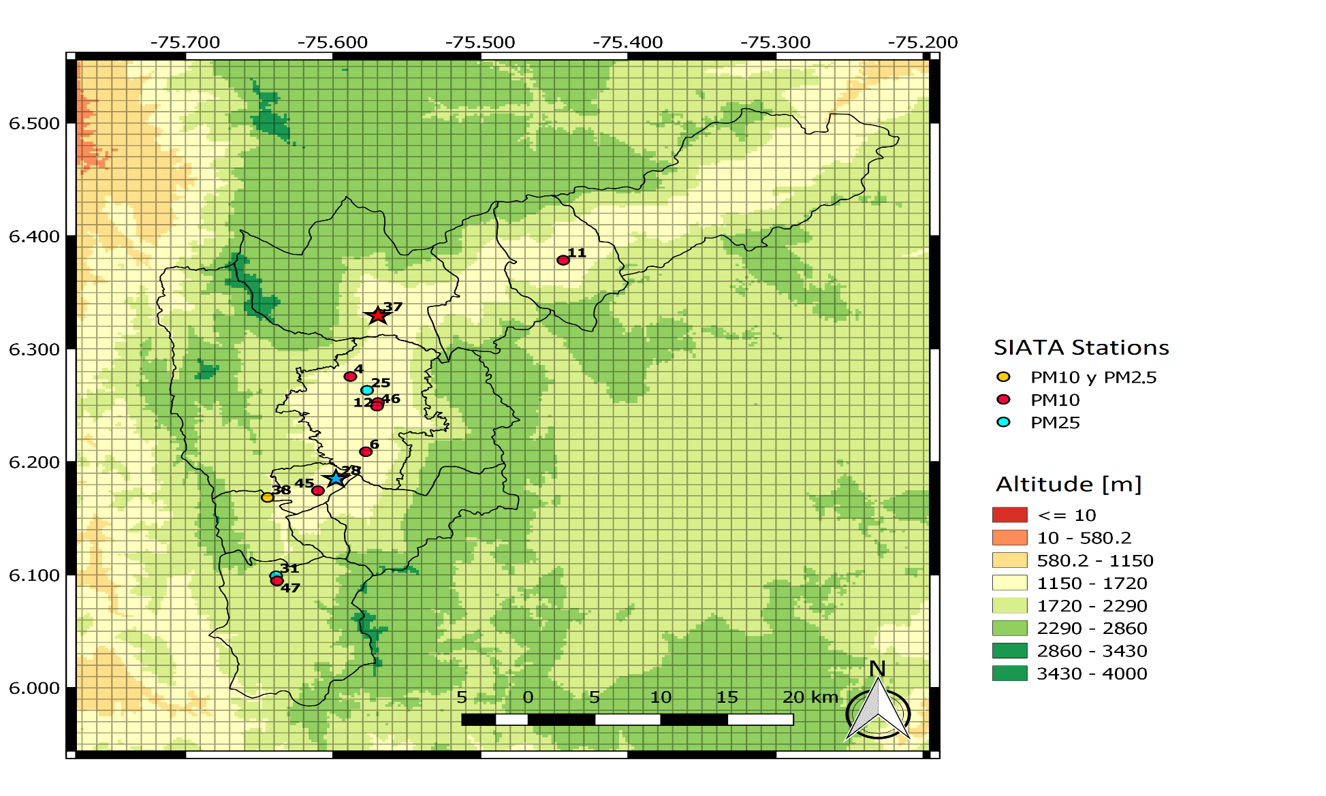 -75.700 -75.600 -75.500 -75.400 -75.300 -75.200
6.500
6.400
6.300
6.200
6.100
6.000
11
37
4
25
12 46
6
28
45
38
31
47
5 0 5 10 15 20 km
N
SIATA Stations
PM10 y PM2.5
PM10
PM25
Altitude [m]
<= 10
10 - 580.2
580.2 - 1150
1150 - 1720
1720 - 2290
2290 - 2860
2860 - 3430
3430 - 4000